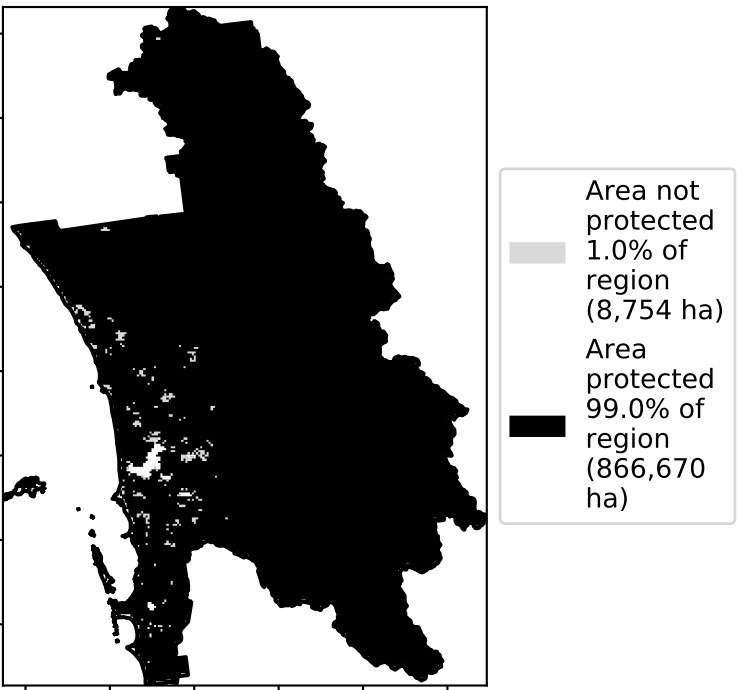 Area not
protected
1.0% of
region
(8,754 ha)
Area
protected
99.0% of
region
(866,670
ha)